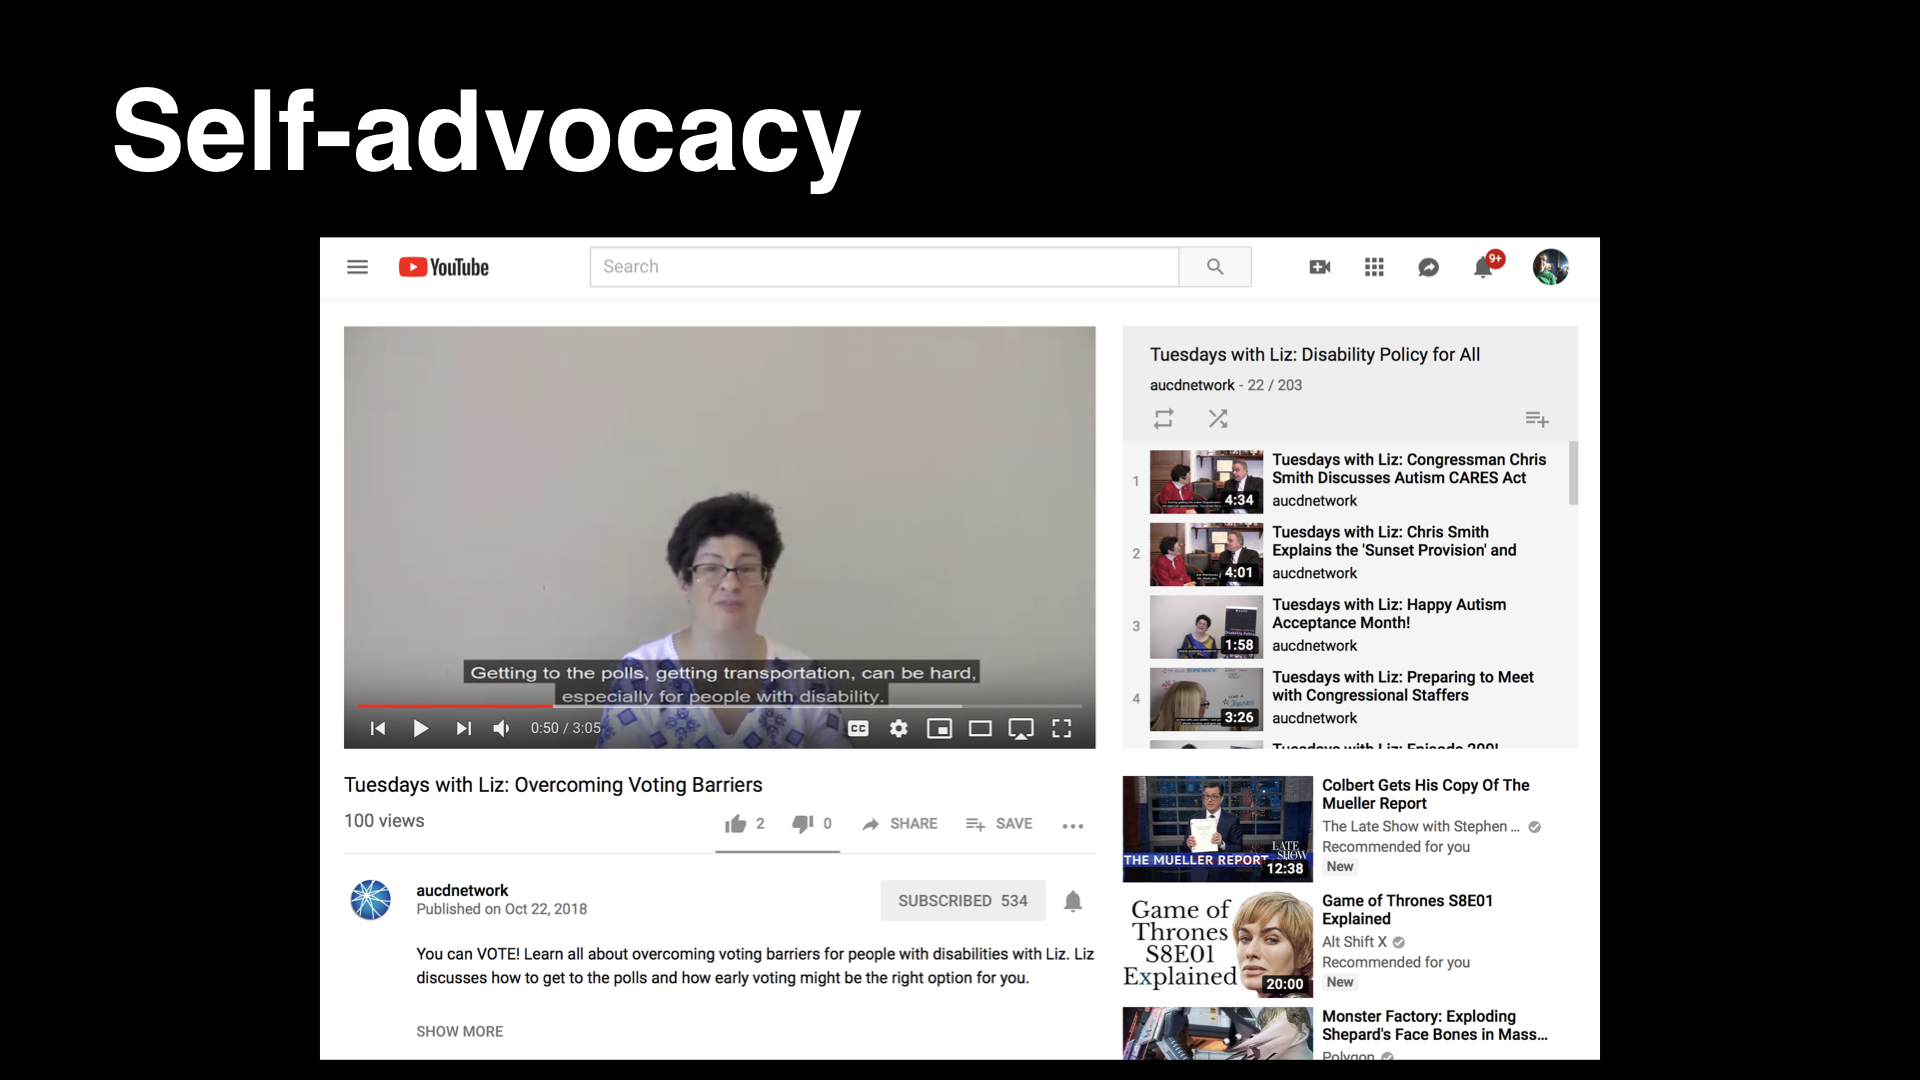 Self-advocacy
YouTube
Search
9+
Getting to the polls, getting transportation, can be hard,
especially for people with disability.
0:50 / 3:05
CC
Tuesdays with Liz: Overcoming Voting Barriers
100 views
2
0
SHARE
SAVE
aucdnetwork
Published on Oct 22, 2018
SUBSCRIBED 534
You can VOTE! Learn all about overcoming voting barriers for people with disabilities with Liz. Liz
discusses how to get to the polls and how early voting might be the right option for you.
SHOW MORE
Tuesdays with Liz: Disability Policy for All
aucdnetwork - 22 / 203
1
4:34
Tuesdays with Liz: Congressman Chris
Smith Discusses Autism CARES Act
aucdnetwork
2
4:01
Tuesdays with Liz: Chris Smith
Explains the 'Sunset Provision' and
aucdnetwork
3
1:58
Tuesdays with Liz: Happy Autism
Acceptance Month!
aucdnetwork
4
3:26
Tuesdays with Liz: Preparing to Meet
with Congressional Staffers
aucdnetwork
Tuesdays with Liz: Episode 200!
THE MUELLER REPORT
LATE
SHOW
12:38
Colbert Gets His Copy Of The
Mueller Report
The Late Show with Stephen ...
Recommended for you
New
Game of
Thrones
S8E01
Explained
20:00
Game of Thrones S8E01
Explained
Alt Shift X
Recommended for you
New
Monster Factory: Exploding
Shepard's Face Bones in Mass...
Polygon